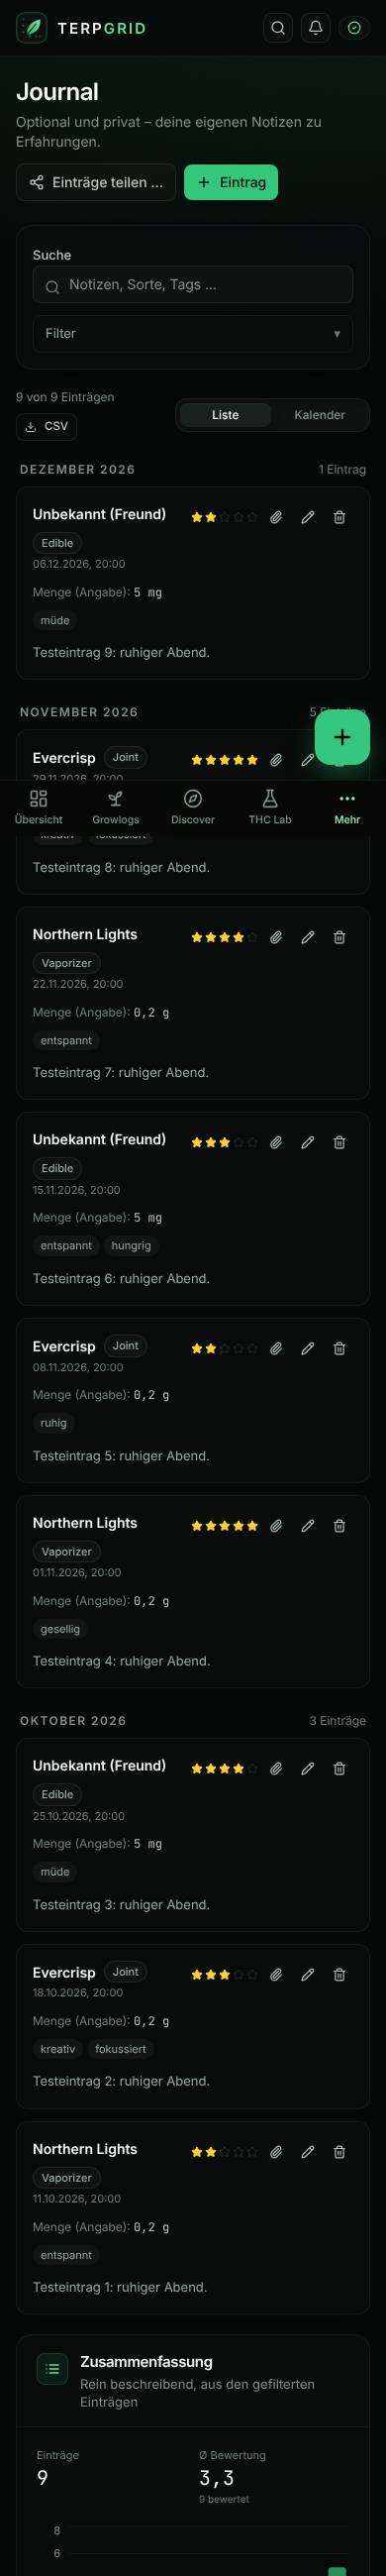 TERPGRID
Journal
Optional und privat – deine eigenen Notizen zu
Erfahrungen.
Einträge teilen ...
Eintrag
Suche
Notizen, Sorte, Tags ...
Filter
9 von 9 Einträgen
CSV
Liste
Kalender
DEZEMBER 2026
1 Eintrag
Unbekannt (Freund)
Edible
06.12.2026, 20:00
Menge (Angabe): 5 mg
müde
Testeintrag 9: ruhiger Abend.
NOVEMBER 2026
5 Einträge
Evercrisp
Joint
29.11.2026, 20:00
Übersicht
Growlogs
Discover
THC Lab
Mehr
kreativ
fokussiert
Testeintrag 8: ruhiger Abend.
Northern Lights
Vaporizer
22.11.2026, 20:00
Menge (Angabe): 0,2 g
entspannt
Testeintrag 7: ruhiger Abend.
Unbekannt (Freund)
Edible
15.11.2026, 20:00
Menge (Angabe): 5 mg
entspannt
hungrig
Testeintrag 6: ruhiger Abend.
Evercrisp
Joint
08.11.2026, 20:00
Menge (Angabe): 0,2 g
ruhig
Testeintrag 5: ruhiger Abend.
Northern Lights
Vaporizer
01.11.2026, 20:00
Menge (Angabe): 0,2 g
gesellig
Testeintrag 4: ruhiger Abend.
OKTOBER 2026
3 Einträge
Unbekannt (Freund)
Edible
25.10.2026, 20:00
Menge (Angabe): 5 mg
müde
Testeintrag 3: ruhiger Abend.
Evercrisp
Joint
18.10.2026, 20:00
Menge (Angabe): 0,2 g
kreativ
fokussiert
Testeintrag 2: ruhiger Abend.
Northern Lights
Vaporizer
11.10.2026, 20:00
Menge (Angabe): 0,2 g
entspannt
Testeintrag 1: ruhiger Abend.
Zusammenfassung
Rein beschreibend, aus den gefilterten
Einträgen
Einträge
Ø Bewertung
9
3,3
9 bewertet
8
6